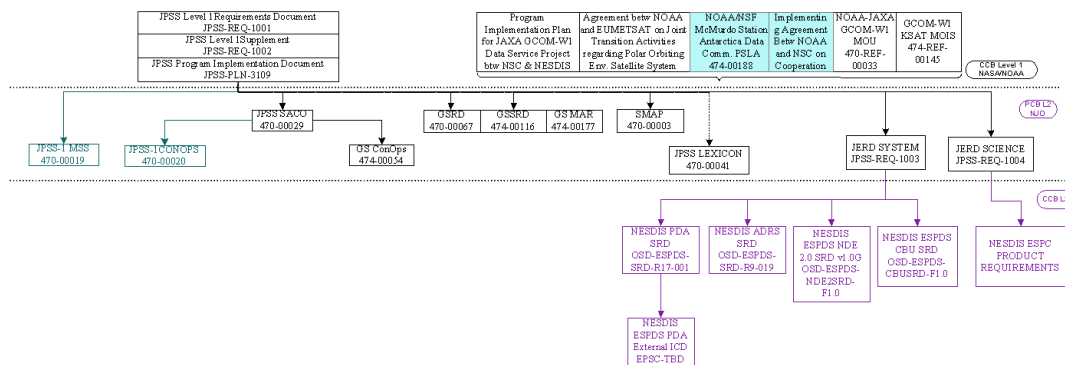 JPSS Level 1 Requirements Document
JPSS-REQ-1001
JPSS Level 1 Supplement
JPSS-REQ-1002
JPSS Program Implementation Document
JPSS-PLN-3109
Program
Implementation Plan
for JAXA GCOM-W1
Data Service Project
btw NSC & NESDIS
Agreement betw NOAA
and EUMETSAT on Joint
Transition Activities
regarding Polar Orbiting
Env. Satellite System
NOAA/NSF
McMurdo Station
Antarctica Data
Comm. PSLA
474-00188
Implementin
g Agreement
Betw NOAA
and NSC on
Cooperation
NOAA-JAXA
GCOM-W1
MOU
470-REF-
00033
GCOM-W1
KSAT MOIS
474-REF-
00145
CCB Level 1
NASA/NOAA
PCB L2
NJO
JPSS SACO
470-00029
GSRD
470-00067
GSSRD
474-00116
GS MAR
474-00177
SMAP
470-00003
JPSS-1 MSS
470-00019
JPSS-1 CONOPS
470-00020
GS ConOps
474-00054
JPSS LEXICON
470-00041
JERD SYSTEM
JPSS-REQ-1003
JERD SCIENCE
JPSS-REQ-1004
NESDIS PDA
SRD
OSD-ESPDS-
SRD-R17-001
NESDIS ADRS
SRD
OSD-ESPDS-
SRD-R9-019
NESDIS
ESPDS NDE
2.0 SRD v1.0G
OSD-ESPDS-
NDE2SRD-
F1.0
NESDIS ESPDS
CBU SRD
OSD-ESPDS-
CBUSRD-F1.0
NESDIS ESPC
PRODUCT
REQUIREMENTS
NESDIS
ESPDS PDA
External ICD
EPSC-TBD